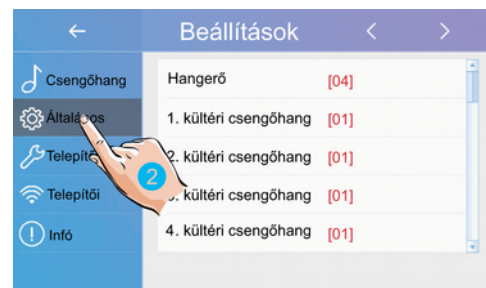 Beállítások
Csengőhang
Hangerő [04]
1. kültéri csengőhang [01]
Telepítői
2. kültéri csengőhang [01]
2
kültéri csengőhang [01]
Infó
4. kültéri csengőhang [01]